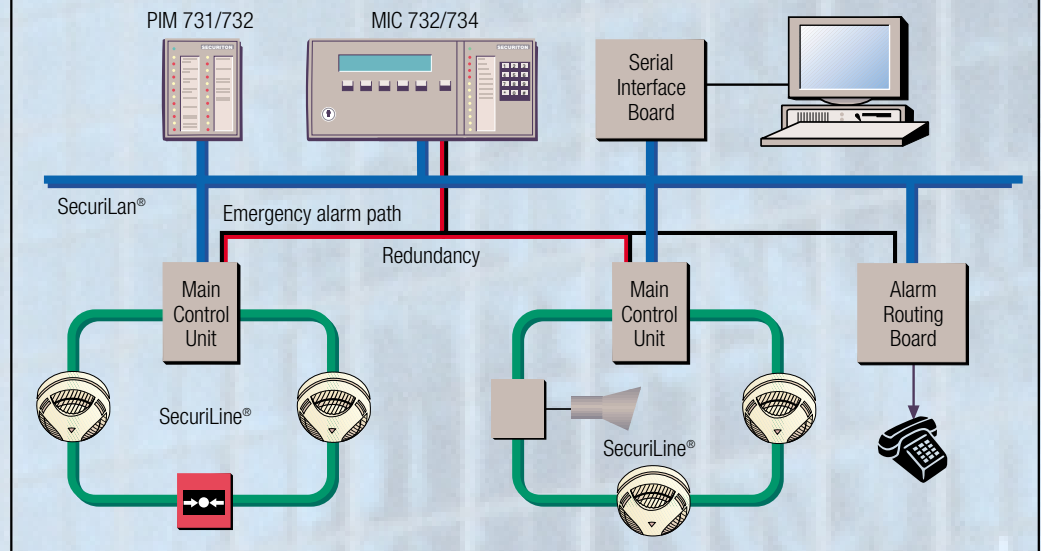 PIM 731/732
MIC 732/734
SECURITON
SECURITON
Serial
Interface
Board
SecuriLan®
Emergency alarm path
Redundancy
Main
Control
Unit
Main
Control
Unit
Alarm
Routing
Board
SecuriLine®
SecuriLine®